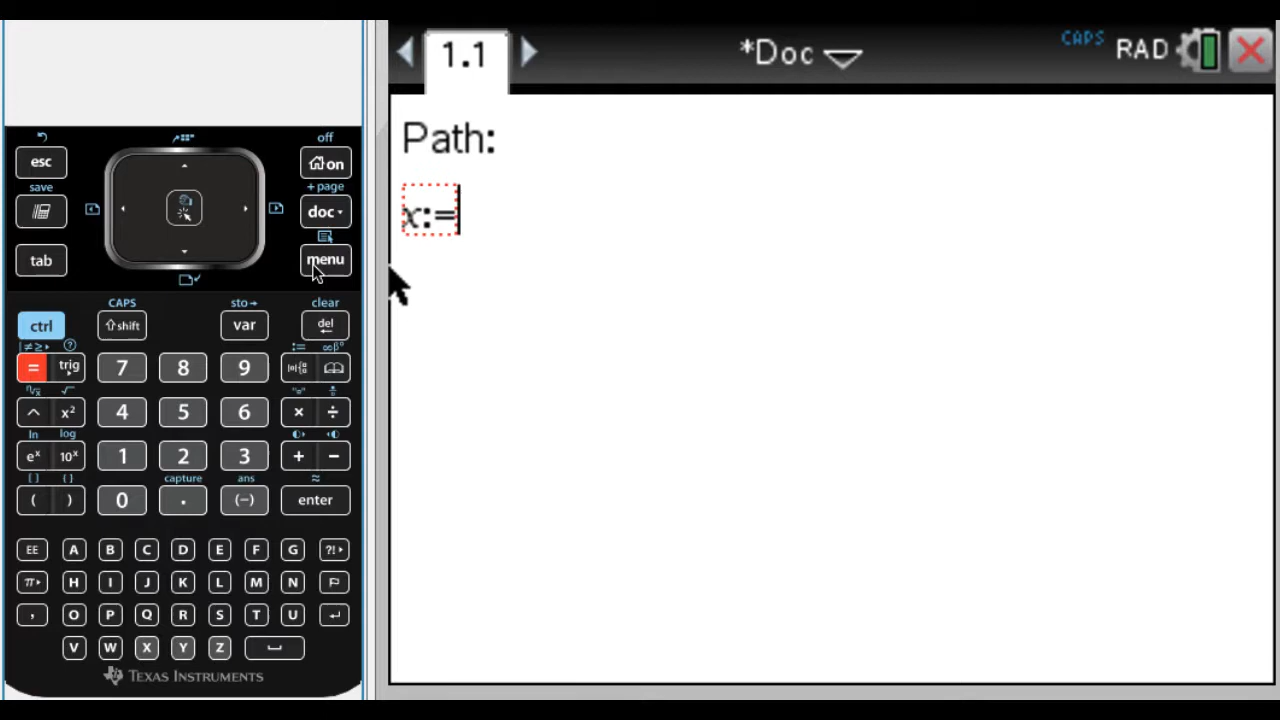 1.1
*Doc
CAPS RAD
Path:
x:=
off
esc
on
save
+ page
doc
tab
menu
CAPS sto→ clear
ctrl shift var del
|≠≥▸ ? := ∞β°
= trig 7 8 9
ⁿ√x √ "≈" ÷
^ x² 4 5 6 × ÷
ln log
eˣ 10ˣ 1 2 3 + −
[ ] { } capture ans ≈
( ) 0 . (−) enter
EE A B C D E F G ?!▸
π▸ H I J K L M N
, O P Q R S T U ↵
V W X Y Z
TEXAS INSTRUMENTS